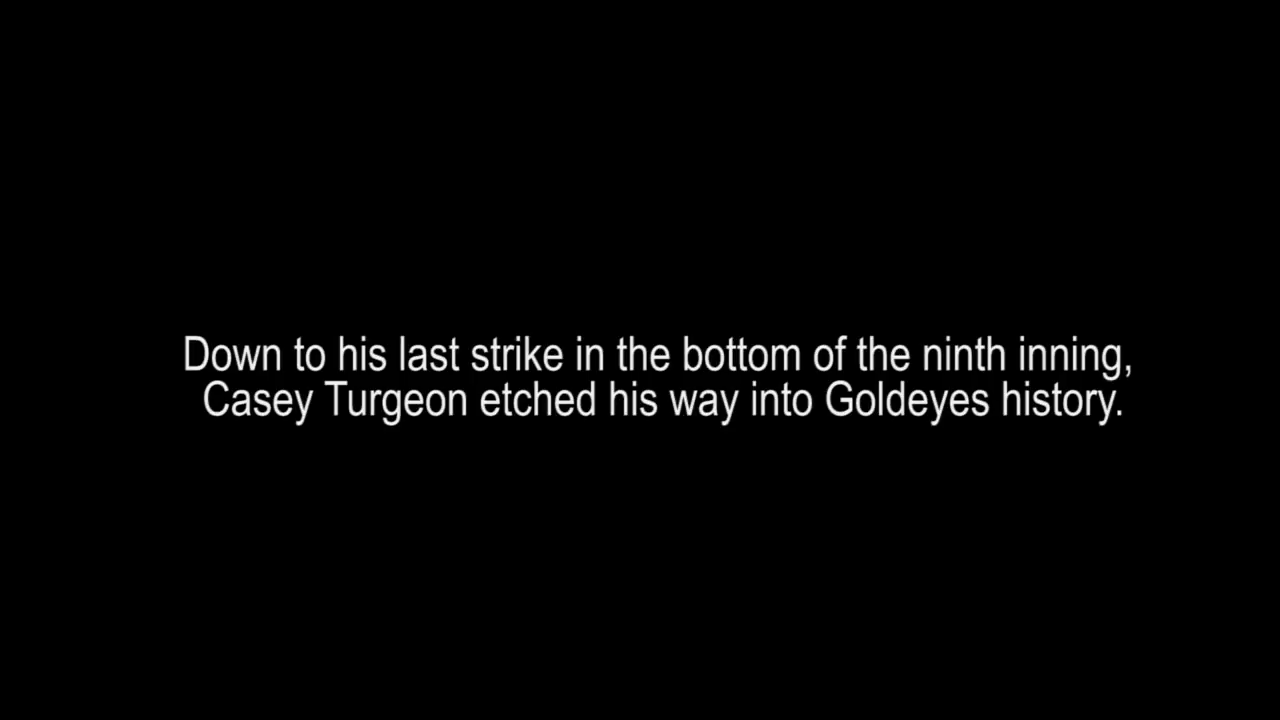 Down to his last strike in the bottom of the ninth inning,
Casey Turgeon etched his way into Goldeyes history.